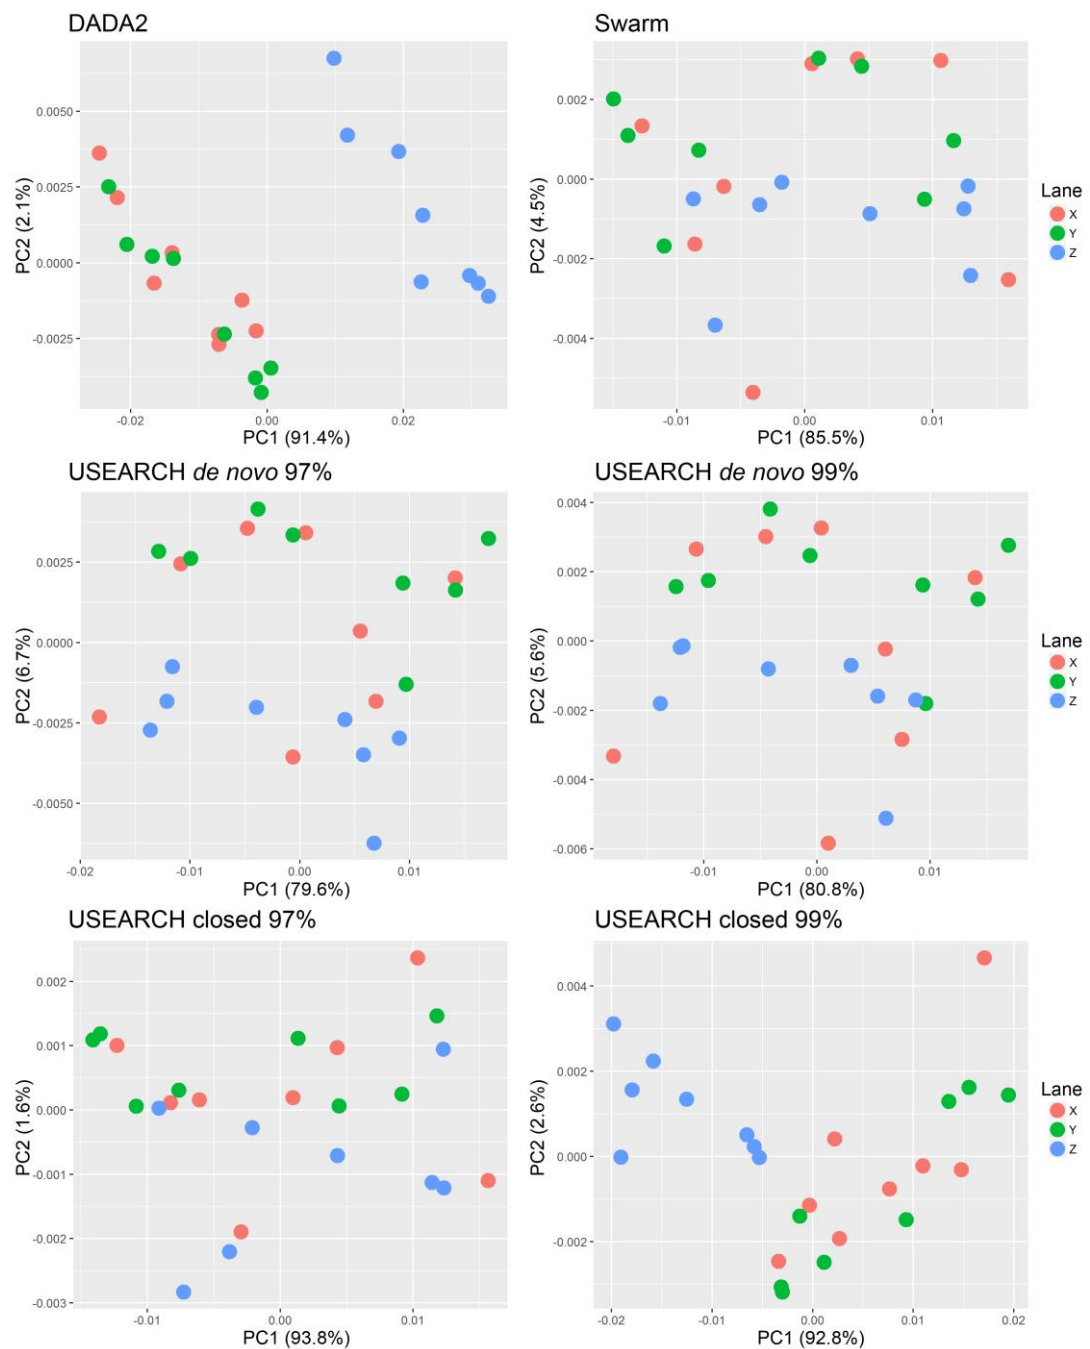 DADA2
Swarm
0.0050
0.0025
0.0000
-0.0025
PC2 (2.1%)
-0.02
0.00
0.02
PC1 (91.4%)
0.002
0.000
-0.002
-0.004
PC2 (4.5%)
-0.01
0.00
0.01
PC1 (85.5%)
Lane
X
Y
Z
USEARCH de novo 97%
USEARCH de novo 99%
0.0025
0.0000
-0.0025
-0.0050
PC2 (6.7%)
-0.02
-0.01
0.00
0.01
PC1 (79.6%)
0.004
0.002
0.000
-0.002
-0.004
-0.006
PC2 (5.6%)
-0.01
0.00
0.01
PC1 (80.8%)
Lane
X
Y
Z
USEARCH closed 97%
USEARCH closed 99%
0.002
0.001
0.000
-0.001
-0.002
-0.003
PC2 (1.6%)
-0.01
0.00
0.01
PC1 (93.8%)
0.004
0.002
0.000
-0.002
PC2 (2.6%)
-0.02
-0.01
0.00
0.01
0.02
PC1 (92.8%)
Lane
X
Y
Z